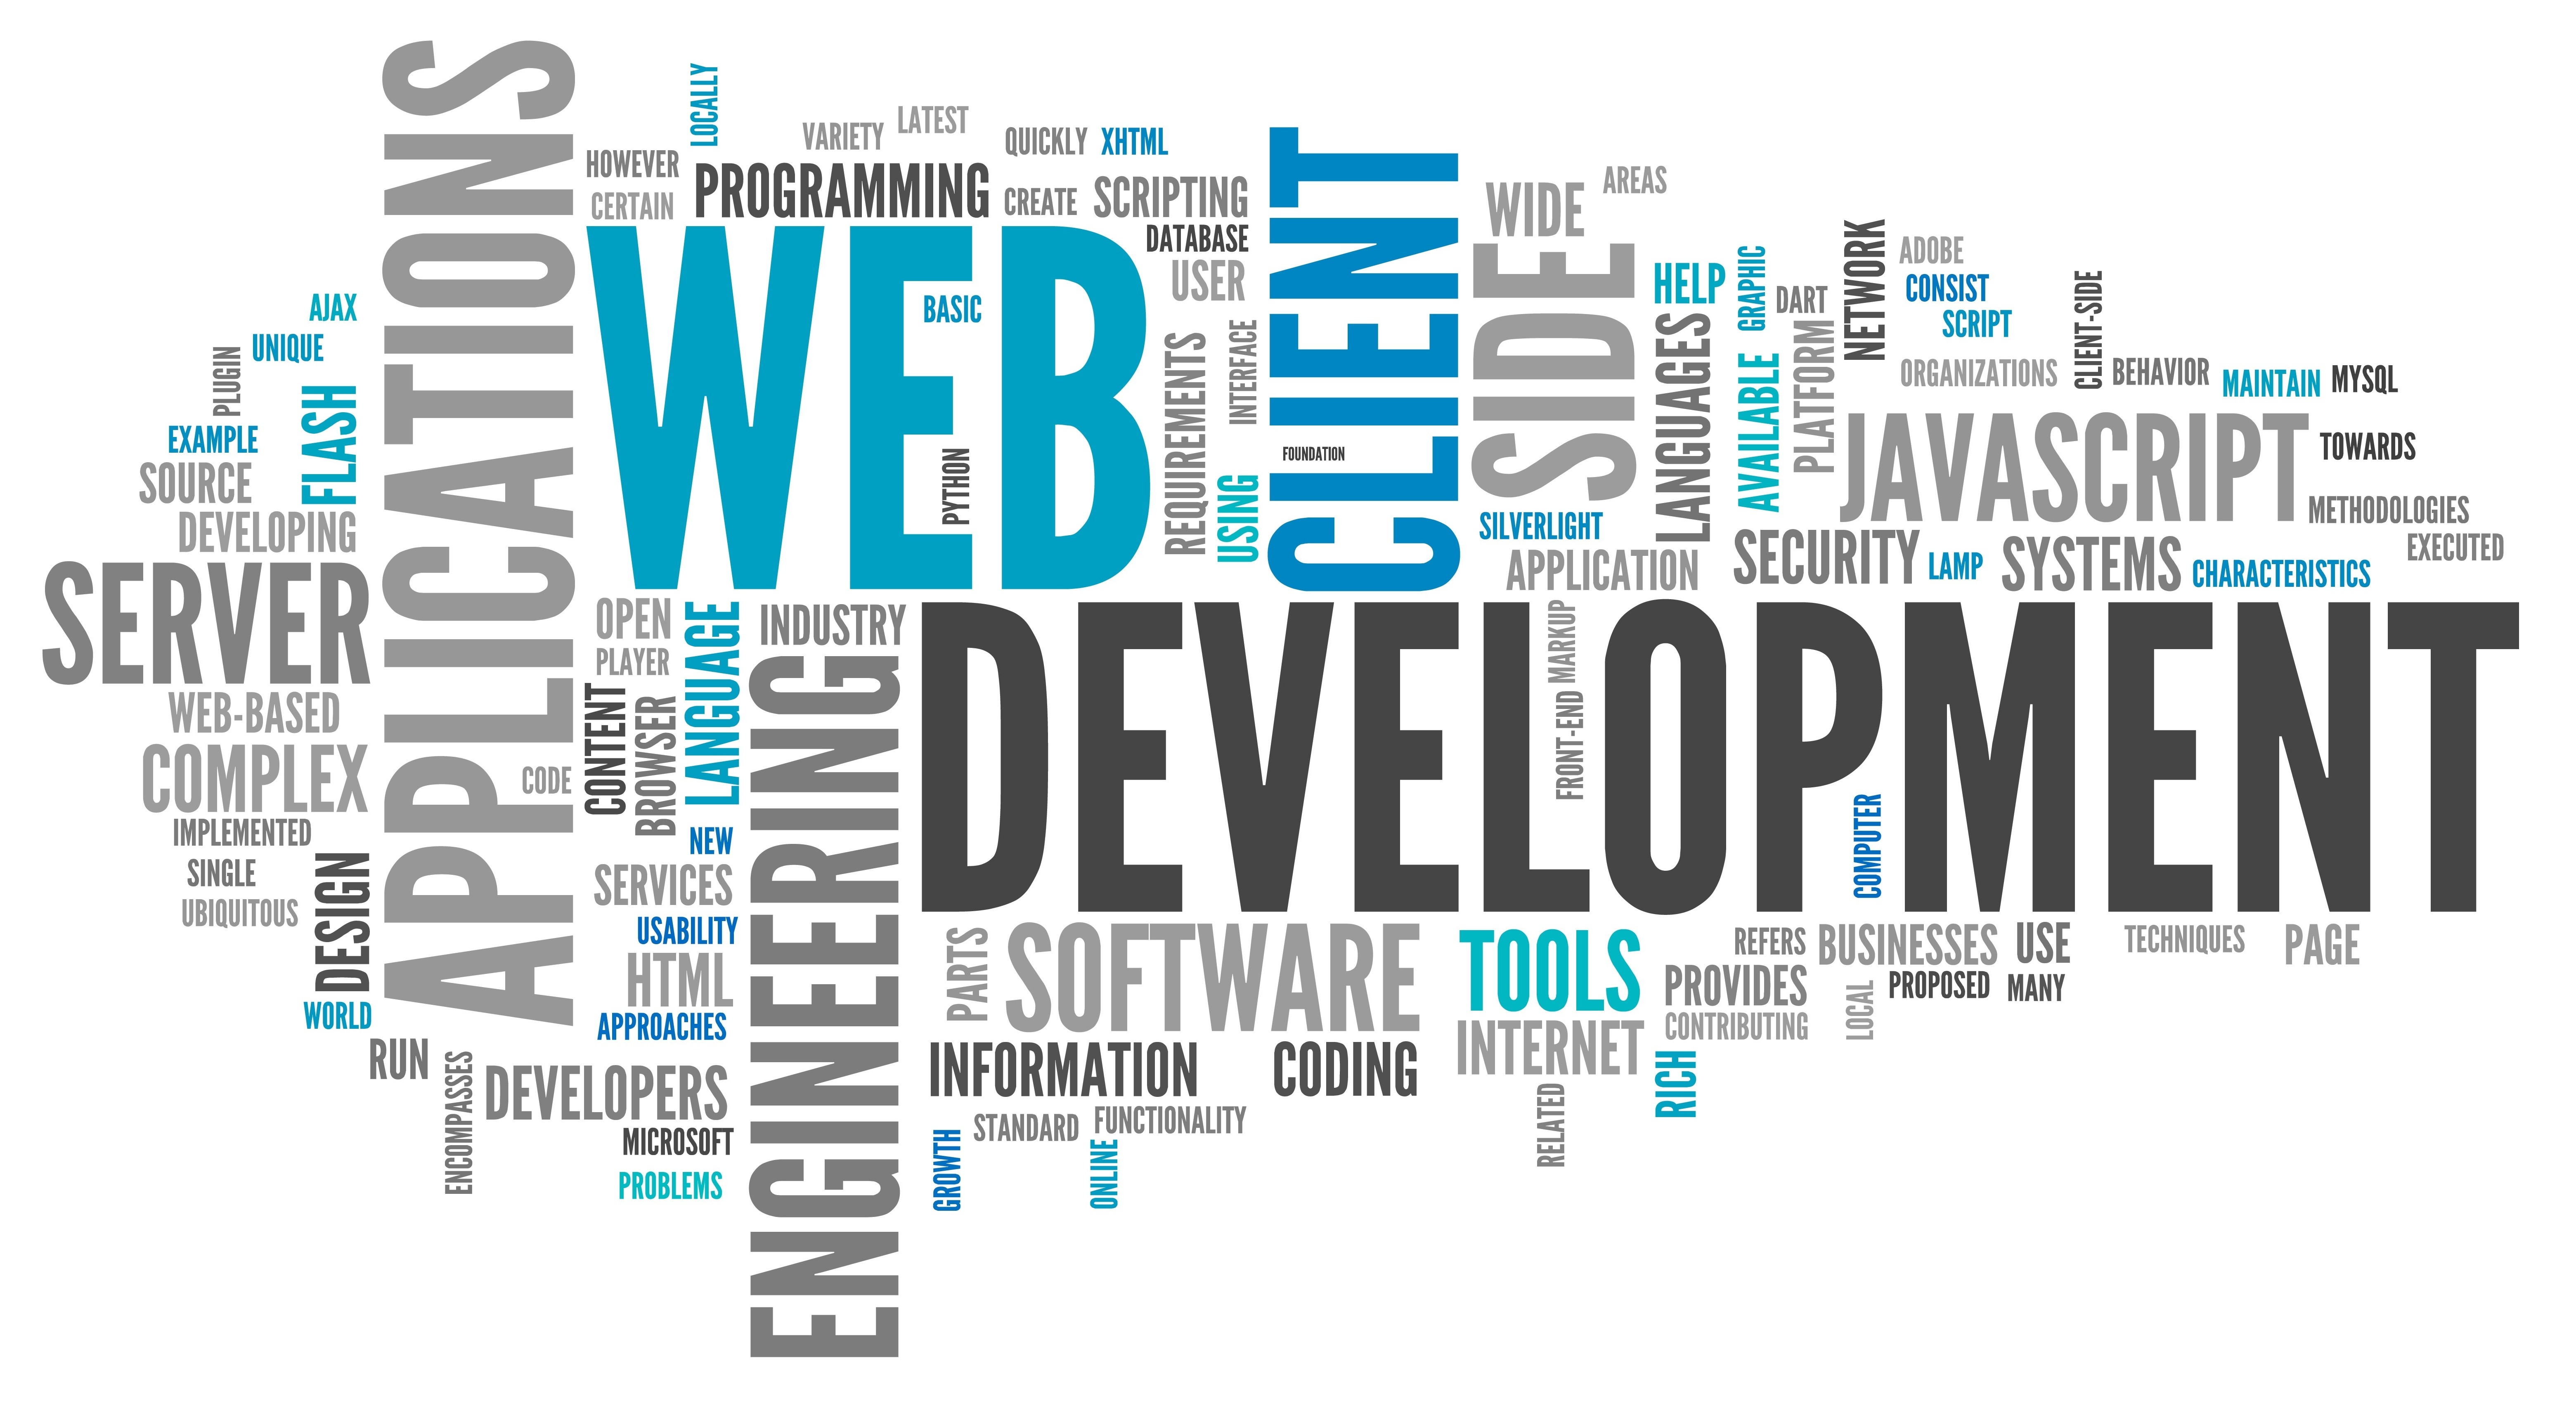 LOCALLY
VARIETY
LATEST
HOWEVER
QUICKLY
XHTML
CERTAIN
PROGRAMMING
CREATE
SCRIPTING
APPLICATIONS
WEB
BASIC
PYTHON
DATABASE
USER
REQUIREMENTS
INTERFACE
USING
CLIENT
FOUNDATION
WIDE
AREAS
SIDE
HELP
GRAPHIC
DART
NETWORK
ADOBE
CONSIST
SCRIPT
LANGUAGES
AVAILABLE
PLATFORM
ORGANIZATIONS
CLIENT-SIDE
BEHAVIOR
MAINTAIN
MYSQL
JAVASCRIPT
TOWARDS
METHODOLOGIES
EXECUTED
SILVERLIGHT
APPLICATION
SECURITY
LAMP
SYSTEMS
CHARACTERISTICS
AJAX
UNIQUE
PLUGIN
FLASH
EXAMPLE
SOURCE
DEVELOPING
SERVER
WEB-BASED
COMPLEX
CODE
IMPLEMENTED
SINGLE
UBIQUITOUS
DESIGN
WORLD
RUN
ENCOMPASSES
DEVELOPERS
MICROSOFT
PROBLEMS
OPEN
PLAYER
CONTENT
BROWSER
LANGUAGE
INDUSTRY
NEW
SERVICES
USABILITY
HTML
APPROACHES
ENGINEERING
DEVELOPMENT
MARKUP
FRONT-END
COMPUTER
PARTS
SOFTWARE
TOOLS
REFERS
BUSINESSES
USE
TECHNIQUES
PAGE
PROVIDES
PROPOSED
MANY
CONTRIBUTING
LOCAL
INFORMATION
CODING
INTERNET
RICH
RELATED
STANDARD
FUNCTIONALITY
GROWTH
ONLINE